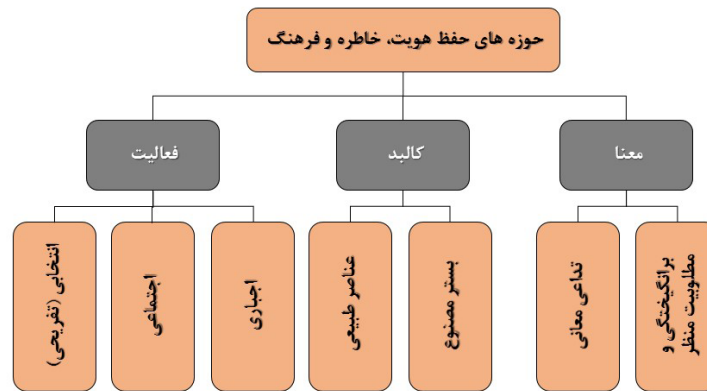 حوزه های حفظ هویت، خاطره و فرهنگ
معنا
کالبد
فعالیت
برانگیختگی و
مطلوبیت منظر
تداعی معانی
بستر مصنوع
عناصر طبیعی
اجباری
اجتماعی
انتخابی (تفریحی)